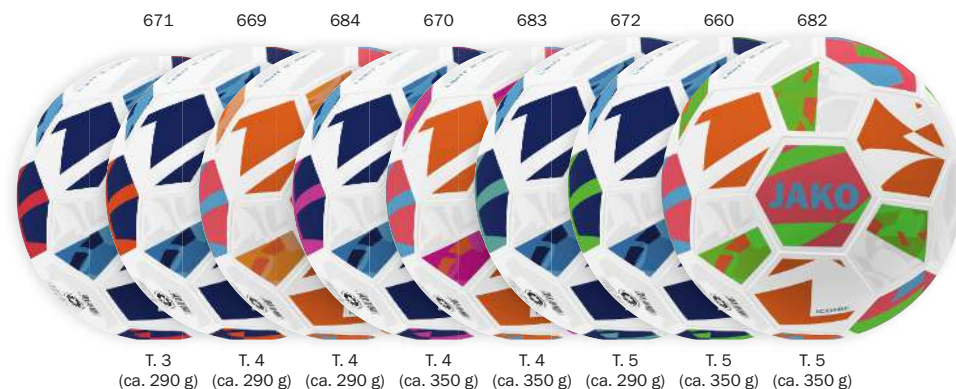 671 669 684 670 683 672 660 682
JAKO
ICONIC
T. 3 T. 4 T. 4 T. 4 T. 4 T. 5 T. 5 T. 5
(ca. 290 g) (ca. 290 g) (ca. 290 g) (ca. 350 g) (ca. 350 g) (ca. 290 g) (ca. 350 g) (ca. 350 g)